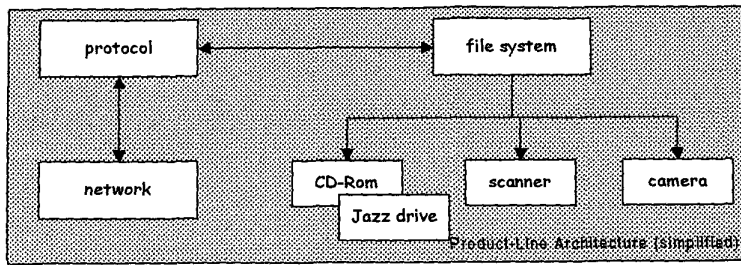 protocol
file system
network
CD-Rom
scanner
camera
Jazz drive
Product-Line Architecture (simplified)